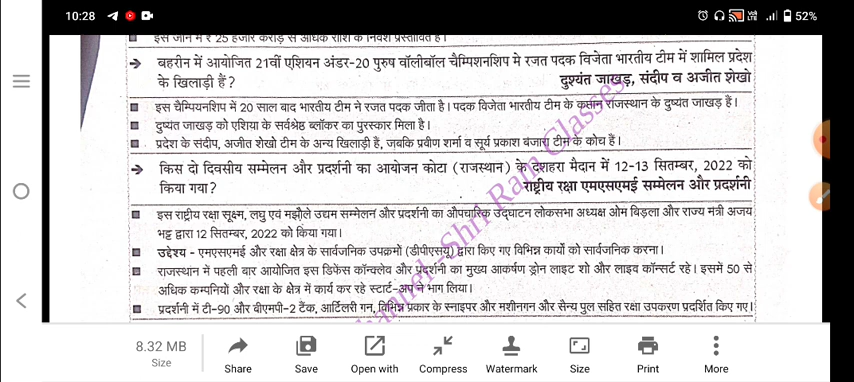 10:28 52%
इस जोन में ₹ 25 हजार करोड़ से अधिक राशि के निवेश प्रस्तावित हैं।
बहरीन में आयोजित 21वीं एशियन अंडर-20 पुरुष वॉलीबॉल चैम्पिशनशिप मे रजत पदक विजेता भारतीय टीम में शामिल प्रदेश
के खिलाड़ी हैं? दुश्यंत जाखड़, संदीप व अजीत शेखो
इस चैम्पियनशिप में 20 साल बाद भारतीय टीम ने रजत पदक जीता है। पदक विजेता भारतीय टीम के कप्तान राजस्थान के दुष्यंत जाखड़ हैं।
दुष्यंत जाखड़ को एशिया के सर्वश्रेष्ठ ब्लॉकर का पुरस्कार मिला है।
प्रदेश के संदीप, अजीत शेखो टीम के अन्य खिलाड़ी हैं, जबकि प्रवीण शर्मा व सूर्य प्रकाश बंजारा टीम के कोच हैं।
किस दो दिवसीय सम्मेलन और प्रदर्शनी का आयोजन कोटा (राजस्थान) के दशहरा मैदान में 12-13 सितम्बर, 2022 को
किया गया? राष्ट्रीय रक्षा एमएसएमई सम्मेलन और प्रदर्शनी
इस राष्ट्रीय रक्षा सूक्ष्म, लघु एवं मझौले उद्यम सम्मेलन और प्रदर्शनी का औपचारिक उद्घाटन लोकसभा अध्यक्ष ओम बिड़ला और राज्य मंत्री अजय
भट्ट द्वारा 12 सितम्बर, 2022 को किया गया।
उद्देश्य - एमएसएमई और रक्षा क्षेत्र के सार्वजनिक उपक्रमों (डीपीएसयू) द्वारा किए गए विभिन्न कार्यो को सार्वजनिक करना।
राजस्थान में पहली बार आयोजित इस डिफेंस कॉन्क्लेव और प्रदर्शनी का मुख्य आकर्षण ड्रोन लाइट शो और लाइव कॉन्सर्ट रहे। इसमें 50 से
अधिक कम्पनियों और रक्षा के क्षेत्र में कार्य कर रहे स्टार्ट-अप ने भाग लिया।
प्रदर्शनी में टी-90 और बीएमपी-2 टैंक, आर्टिलरी गन, विभिन्न प्रकार के स्नाइपर और मशीनगन और सैन्य पुल सहित रक्षा उपकरण प्रदर्शित किए गए।
Channel-Shri Ram Classes
8.32 MB
Size Share Save Open with Compress Watermark Size Print More